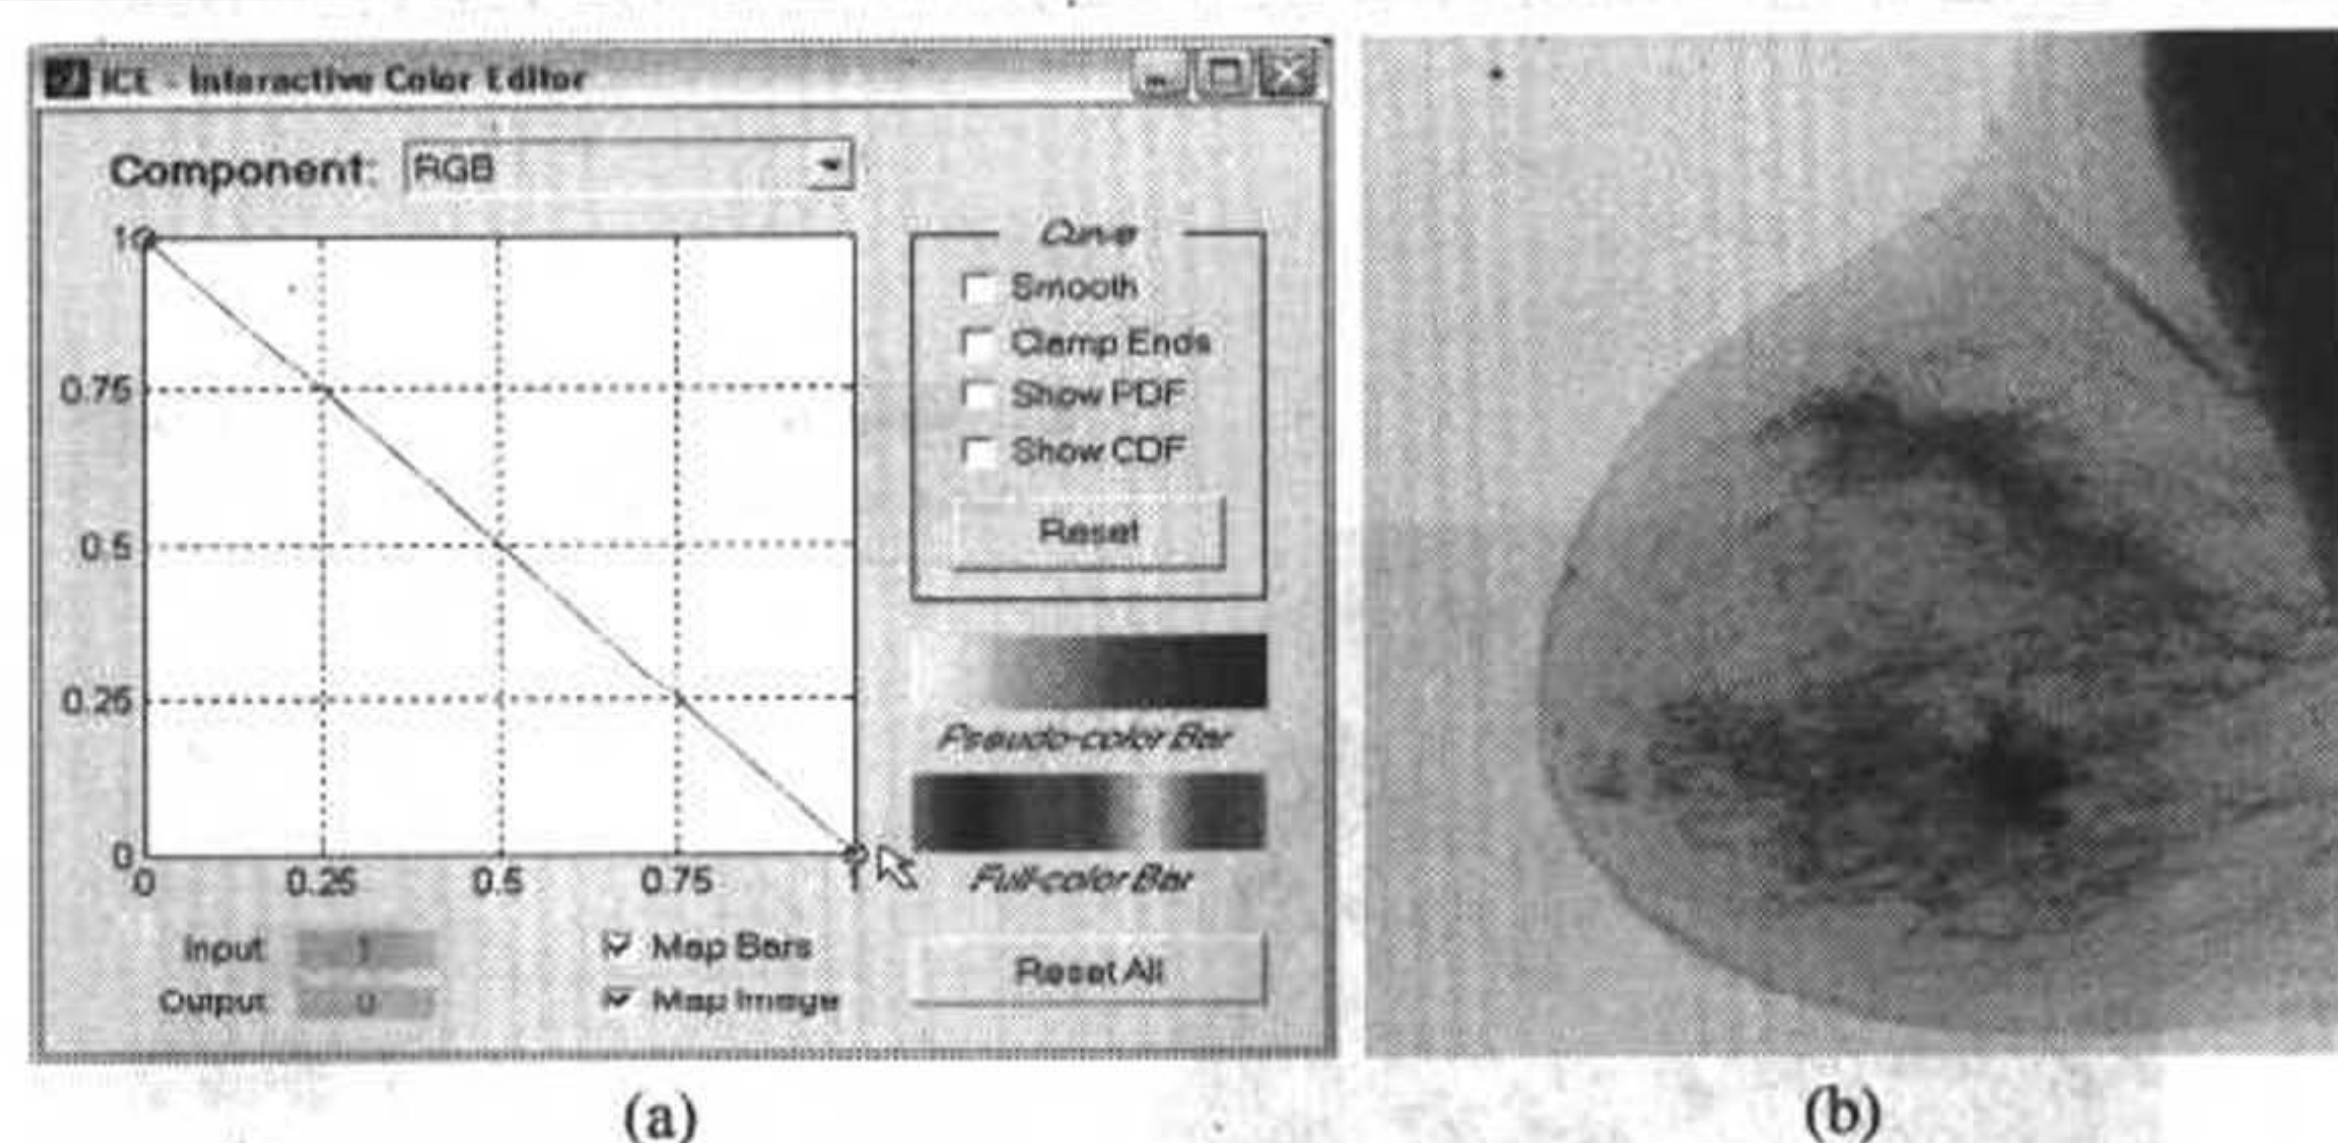 ICE - Interactive Color Editor
Component: RGB
Curve
Smooth
Clamp Ends
Show PDF
Show CDF
Reset
1
0.75
0.5
0.25
0
0 0.25 0.5 0.75 1
Pseudo-color Bar
Full-color Bar
Input 1
Output 0
Map Bars
Map Image
Reset All
(a)
(b)